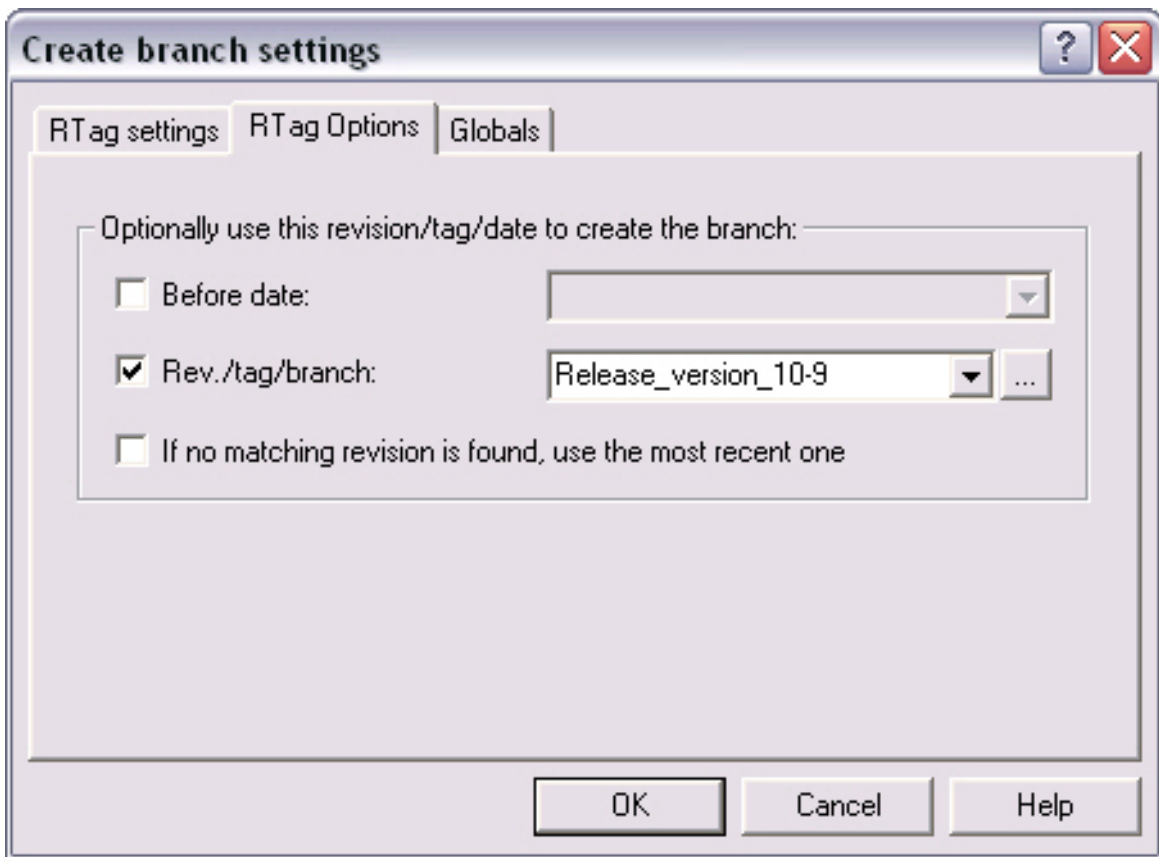 Create branch settings
RTag settings RTag Options Globals
Optionally use this revision/tag/date to create the branch:
Before date:
Rev./tag/branch: Release_version_10-9 ...
If no matching revision is found, use the most recent one
OK Cancel Help